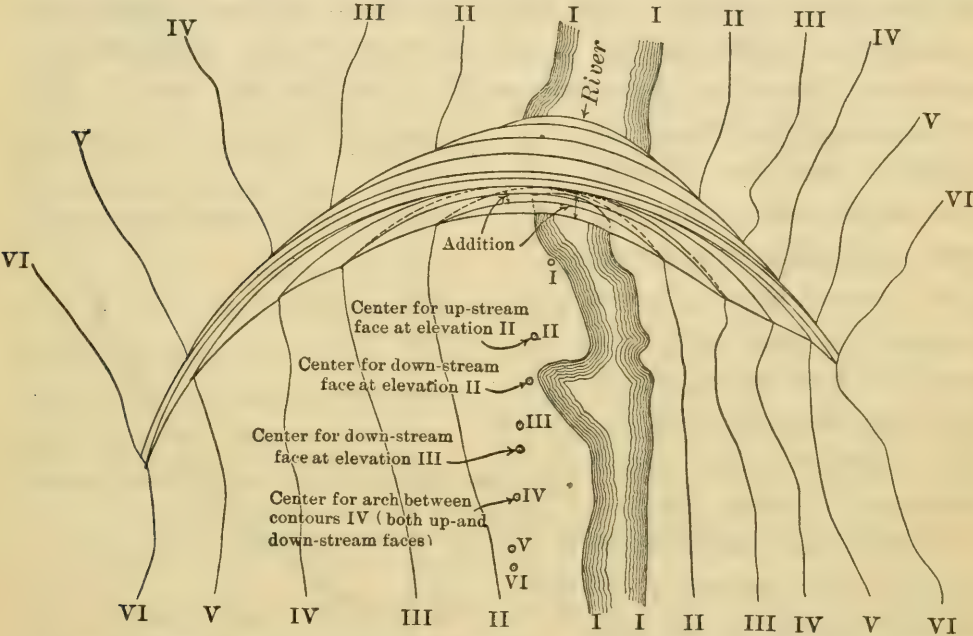 IV III II I I II III IV
←River
V V
VI VI
Addition
I
Center for up-stream
face at elevation II
II
Center for down-stream
face at elevation II
III
Center for down-stream
face at elevation III
Center for arch between
contours IV (both up-and
down-stream faces)
IV
V
VI
VI V IV III II I I II III IV V VI